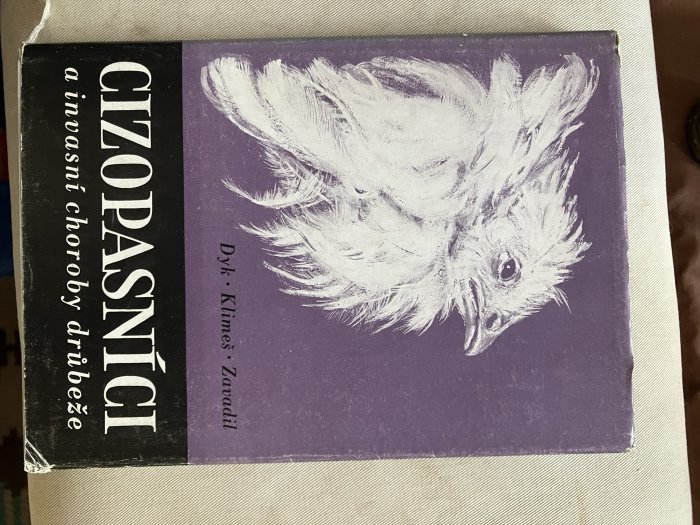 Dyk · Klimeš · Zavadil
CIZOPASNÍCI
a invasní choroby drůbeže